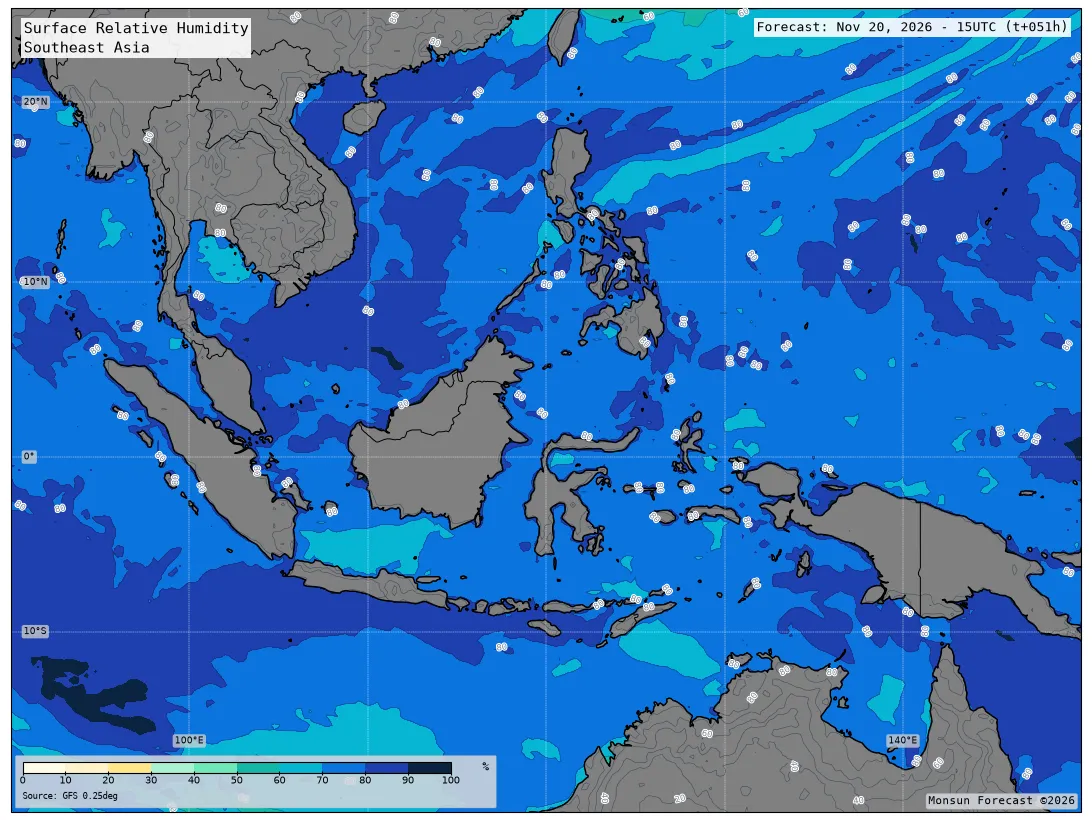 Surface Relative Humidity
Southeast Asia
Forecast: Nov 20, 2026 - 15UTC (t+051h)
20°N
10°N
0°
10°S
100°E
140°E
%
0 10 20 30 40 50 60 70 80 90 100
Source: GFS 0.25deg
Monsun Forecast ©2026